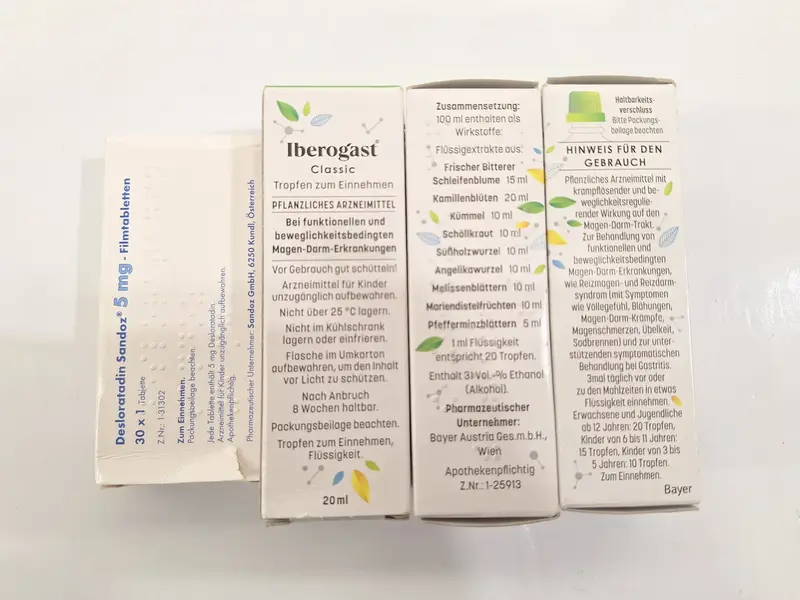 Desloratadin Sandoz® 5 mg - Filmtabletten
30 x 1 Tablette
Z.Nr.: 1-31302
Zum Einnehmen.
Packungsbeilage beachten.
Jede Tablette enthält 5 mg Desloratadin.
Arzneimittel für Kinder unzugänglich aufbewahren.
Apothekenpflichtig.
Pharmazeutischer Unternehmer: Sandoz GmbH, 6250 Kundl, Österreich
Iberogast®
Classic
Tropfen zum Einnehmen
PFLANZLICHES ARZNEIMITTEL
Bei funktionellen und
beweglichkeitsbedingten
Magen-Darm-Erkrankungen
Vor Gebrauch gut schütteln!
Arzneimittel für Kinder
unzugänglich aufbewahren.
Nicht über 25 °C lagern.
Nicht im Kühlschrank
lagern oder einfrieren.
Flasche im Umkarton
aufbewahren, um den Inhalt
vor Licht zu schützen.
Nach Anbruch
8 Wochen haltbar.
Packungsbeilage beachten.
Tropfen zum Einnehmen,
Flüssigkeit.
20 ml
Zusammensetzung:
100 ml enthalten als
Wirkstoffe:
Flüssigextrakte aus:
Frischer Bitterer
Schleifenblume 15 ml
Kamillenblüten 20 ml
Kümmel 10 ml
Schöllkraut 10 ml
Süßholzwurzel 10 ml
Angelikawurzel 10 ml
Melissenblättern 10 ml
Mariendistelfrüchten 10 ml
Pfefferminzblättern 5 ml
1 ml Flüssigkeit
entspricht 20 Tropfen.
Enthält 31 Vol.-% Ethanol
(Alkohol).
Pharmazeutischer
Unternehmer:
Bayer Austria Ges.m.b.H.,
Wien
Apothekenpflichtig
Z.Nr.: 1-25913
Haltbarkeits-
verschluss
Bitte Packungs-
beilage beachten
HINWEIS FÜR DEN
GEBRAUCH
Pflanzliches Arzneimittel mit
krampflösender und be-
weglichkeitsregulie-
render Wirkung auf den
Magen-Darm-Trakt.
Zur Behandlung von
funktionellen und
beweglichkeitsbedingten
Magen-Darm-Erkrankungen,
wie Reizmagen- und Reizdarm-
syndrom (mit Symptomen
wie Völlegefühl, Blähungen,
Magen-Darm-Krämpfe,
Magenschmerzen, Übelkeit,
Sodbrennen) und zur unter-
stützenden symptomatischen
Behandlung bei Gastritis.
3mal täglich vor oder
zu den Mahlzeiten in etwas
Flüssigkeit einnehmen.
Erwachsene und Jugendliche
ab 12 Jahren: 20 Tropfen,
Kinder von 6 bis 11 Jahren:
15 Tropfen, Kinder von 3 bis
5 Jahren: 10 Tropfen.
Zum Einnehmen.
Bayer